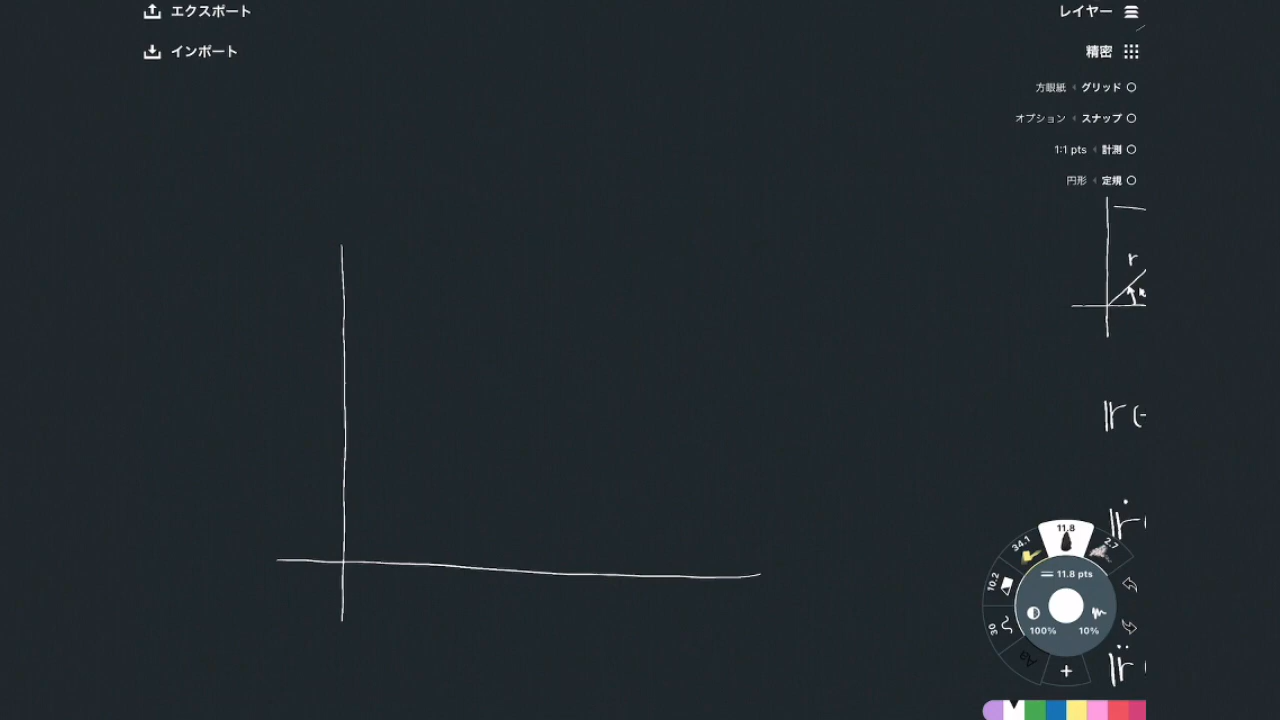 エクスポート
レイヤー
インポート
精密
方眼紙 グリッド
オプション スナップ
1:1 pts 計測
円形 定規
r
11.8
34.1
2.7
10.2
11.8 pts
30
100%
10%
Aa
+